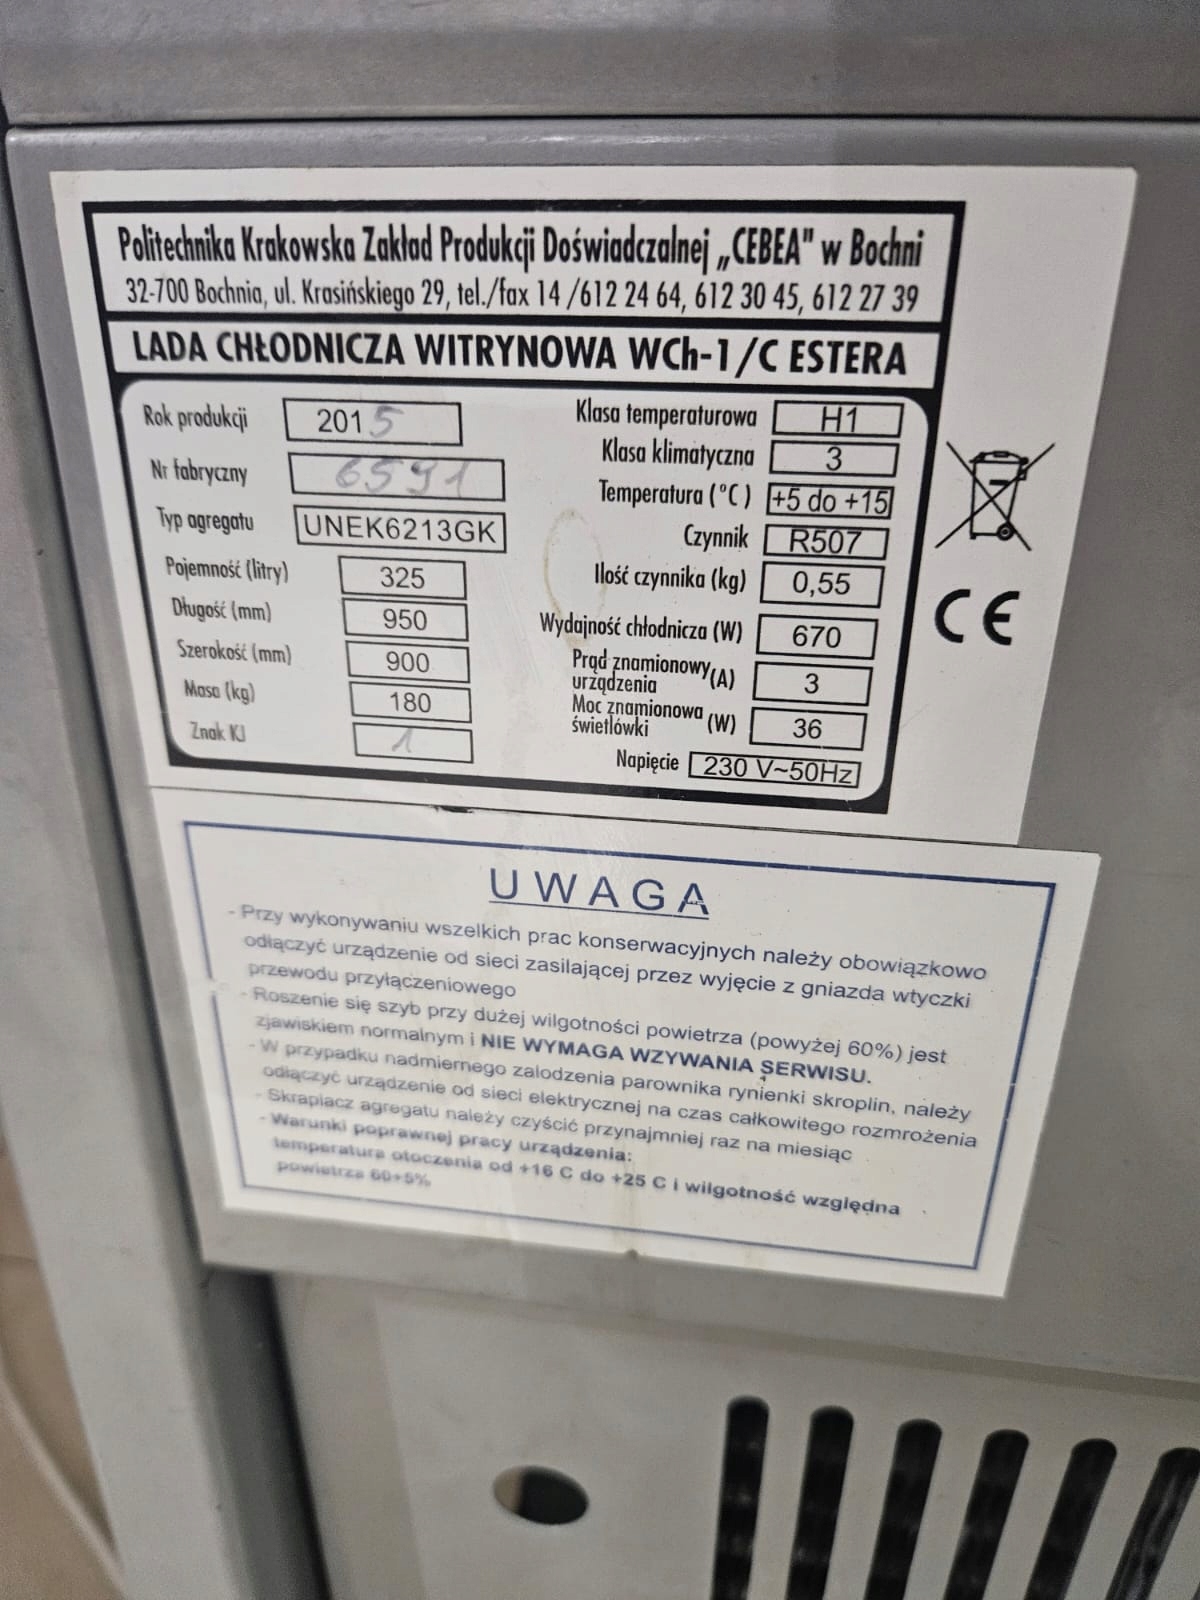 Politechnika Krakowska Zakład Produkcji Doświadczalnej „CEBEA" w Bochni
32-700 Bochnia, ul. Krasińskiego 29, tel./fax 14 /612 24 64, 612 30 45, 612 27 39
LADA CHŁODNICZA WITRYNOWA WCh-1/C ESTERA
Rok produkcji 2015
Nr fabryczny 6591
Typ agregatu UNEK6213GK
Pojemność (litry) 325
Długość (mm) 950
Szerokość (mm) 900
Masa (kg) 180
Znak KJ 1
Klasa temperaturowa H1
Klasa klimatyczna 3
Temperatura (°C) +5 do +15
Czynnik R507
Ilość czynnika (kg) 0,55
Wydajność chłodnicza (W) 670
Prąd znamionowy
urządzenia (A) 3
Moc znamionowa
świetlówki (W) 36
Napięcie 230 V~50Hz
CE
UWAGA
- Przy wykonywaniu wszelkich prac konserwacyjnych należy obowiązkowo
odłączyć urządzenie od sieci zasilającej przez wyjęcie z gniazda wtyczki
przewodu przyłączeniowego
- Roszenie się szyb przy dużej wilgotności powietrza (powyżej 60%) jest
zjawiskiem normalnym i NIE WYMAGA WZYWANIA SERWISU.
- W przypadku nadmiernego zalodzenia parownika rynienki skroplin, należy
odłączyć urządzenie od sieci elektrycznej na czas całkowitego rozmrożenia
- Skraplacz agregatu należy czyścić przynajmniej raz na miesiąc
- Warunki poprawnej pracy urządzenia:
temperatura otoczenia od +16 C do +25 C i wilgotność względna
powietrza 60+5%